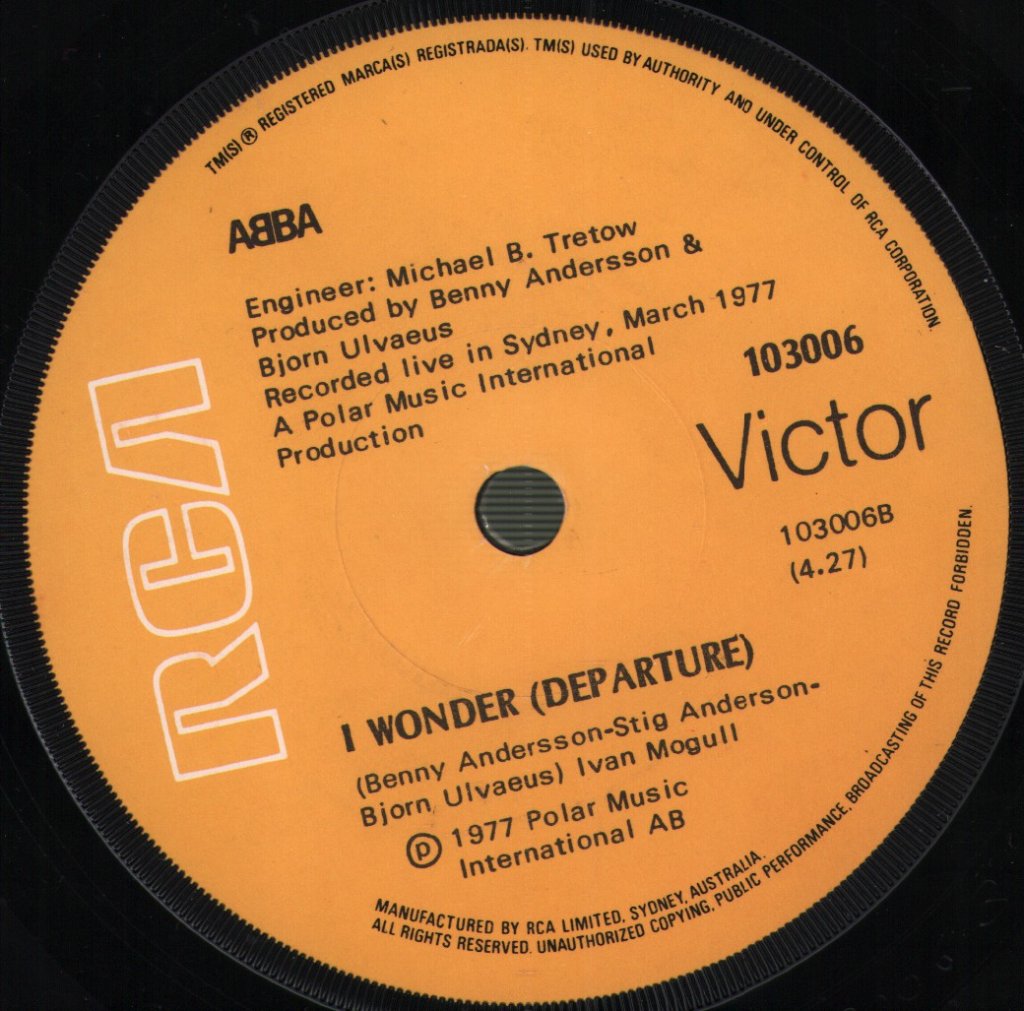 TM(S) ® REGISTERED MARCA(S) REGISTRADA(S). TM(S) USED BY AUTHORITY AND UNDER CONTROL OF RCA CORPORATION.
ABBA
Engineer: Michael B. Tretow
Produced by Benny Andersson &
Bjorn Ulvaeus
Recorded live in Sydney, March 1977
A Polar Music International
Production
RCA
103006
Victor
103006B
(4.27)
I WONDER (DEPARTURE)
(Benny Andersson-Stig Anderson-
Bjorn Ulvaeus) Ivan Mogull
Ⓟ 1977 Polar Music
International AB
MANUFACTURED BY RCA LIMITED, SYDNEY, AUSTRALIA.
ALL RIGHTS RESERVED. UNAUTHORIZED COPYING, PUBLIC PERFORMANCE, BROADCASTING OF THIS RECORD FORBIDDEN.